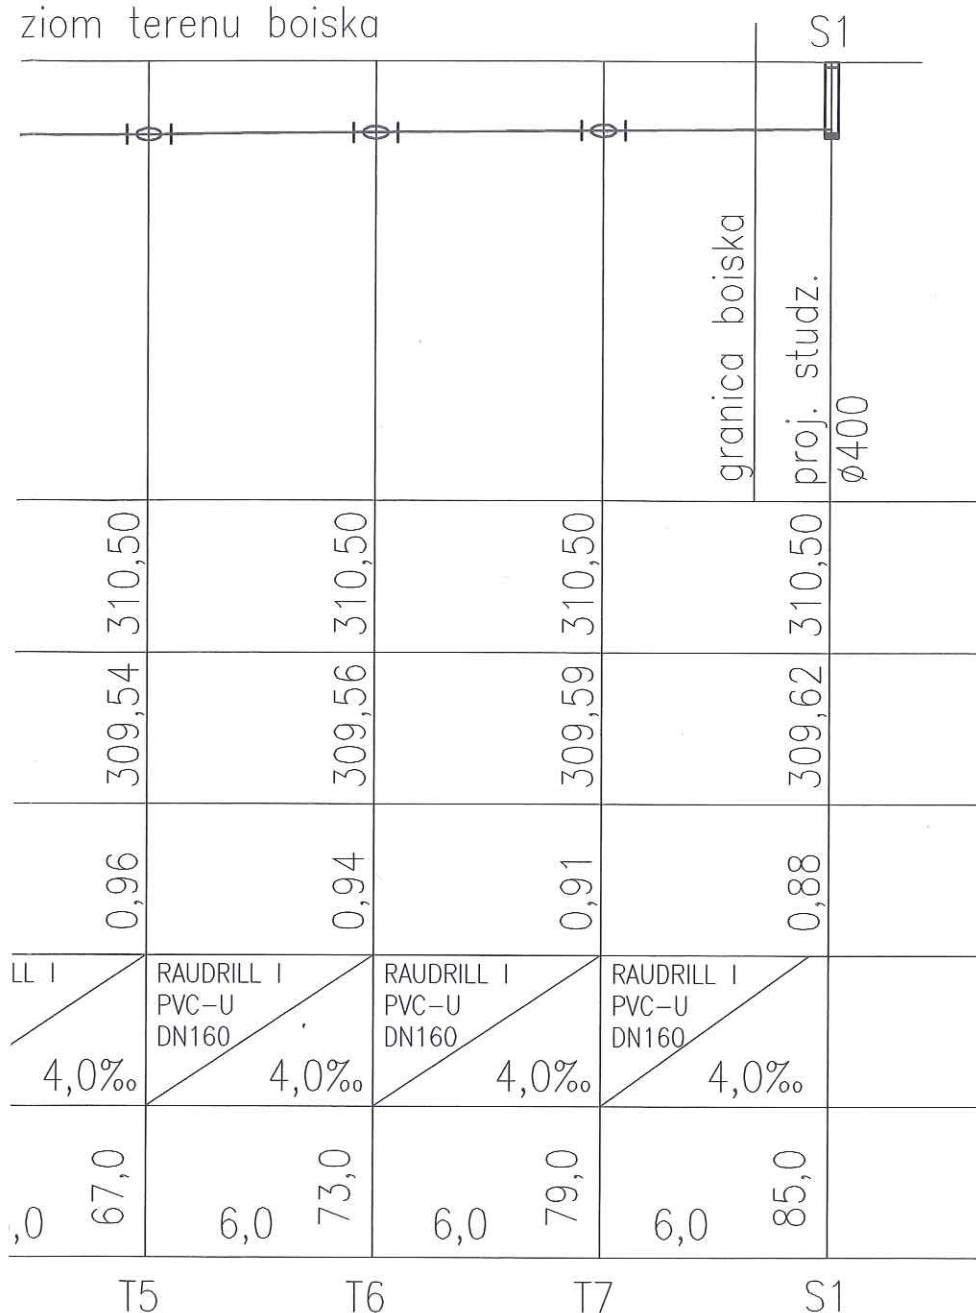 ziom terenu boiska
S1
granica boiska
proj. studz.
ø400
310,50 310,50 310,50 310,50
309,54 309,56 309,59 309,62
0,96 0,94 0,91 0,88
LL I RAUDRILL I RAUDRILL I RAUDRILL I
PVC-U PVC-U PVC-U
DN160 DN160 DN160
4,0‰ 4,0‰ 4,0‰ 4,0‰
67,0 73,0 79,0 85,0
,0 6,0 6,0 6,0
T5 T6 T7 S1